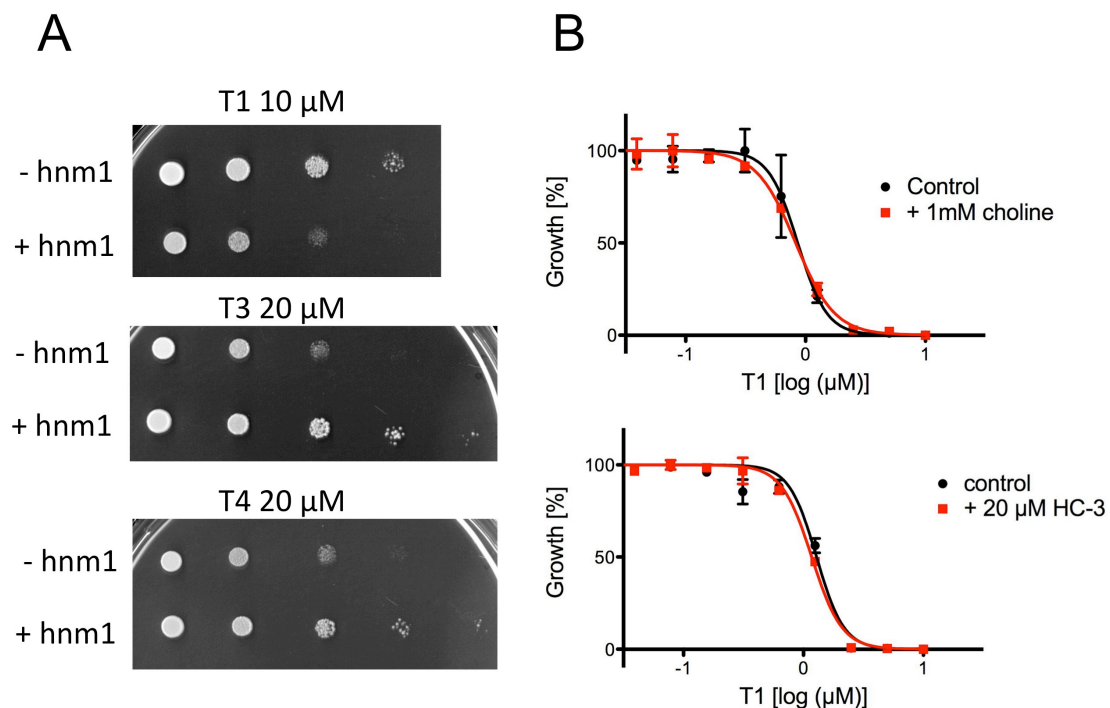 A
T1 10 µM
- hnm1
+ hnm1
T3 20 µM
- hnm1
+ hnm1
T4 20 µM
- hnm1
+ hnm1
B
Growth [%]
100
50
0
-1
0
1
T1 [log (µM)]
Control
+ 1mM choline
Growth [%]
100
50
0
-1
0
1
T1 [log (µM)]
control
+ 20 µM HC-3